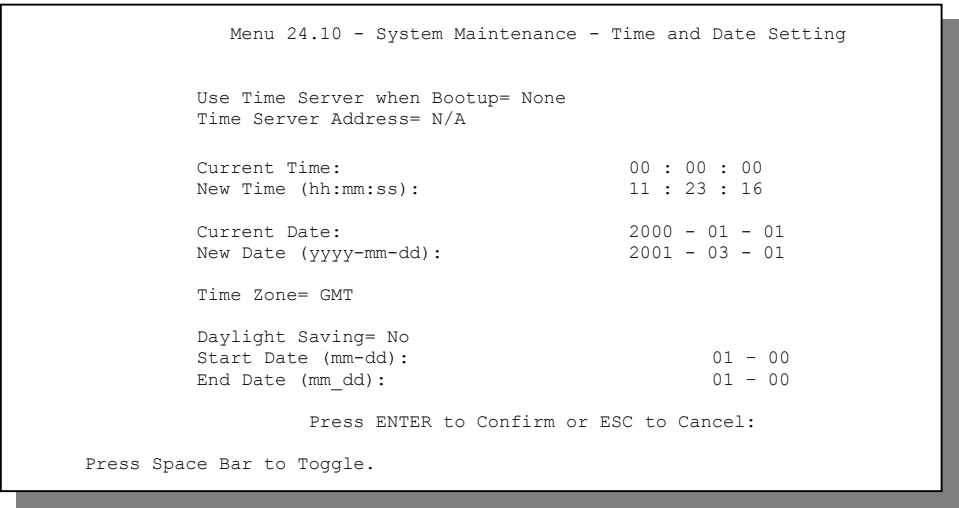 Menu 24.10 - System Maintenance - Time and Date Setting
Use Time Server when Bootup= None
Time Server Address= N/A
Current Time: 00 : 00 : 00
New Time (hh:mm:ss): 11 : 23 : 16
Current Date: 2000 - 01 - 01
New Date (yyyy-mm-dd): 2001 - 03 - 01
Time Zone= GMT
Daylight Saving= No
Start Date (mm-dd): 01 – 00
End Date (mm_dd): 01 – 00
Press ENTER to Confirm or ESC to Cancel:
Press Space Bar to Toggle.